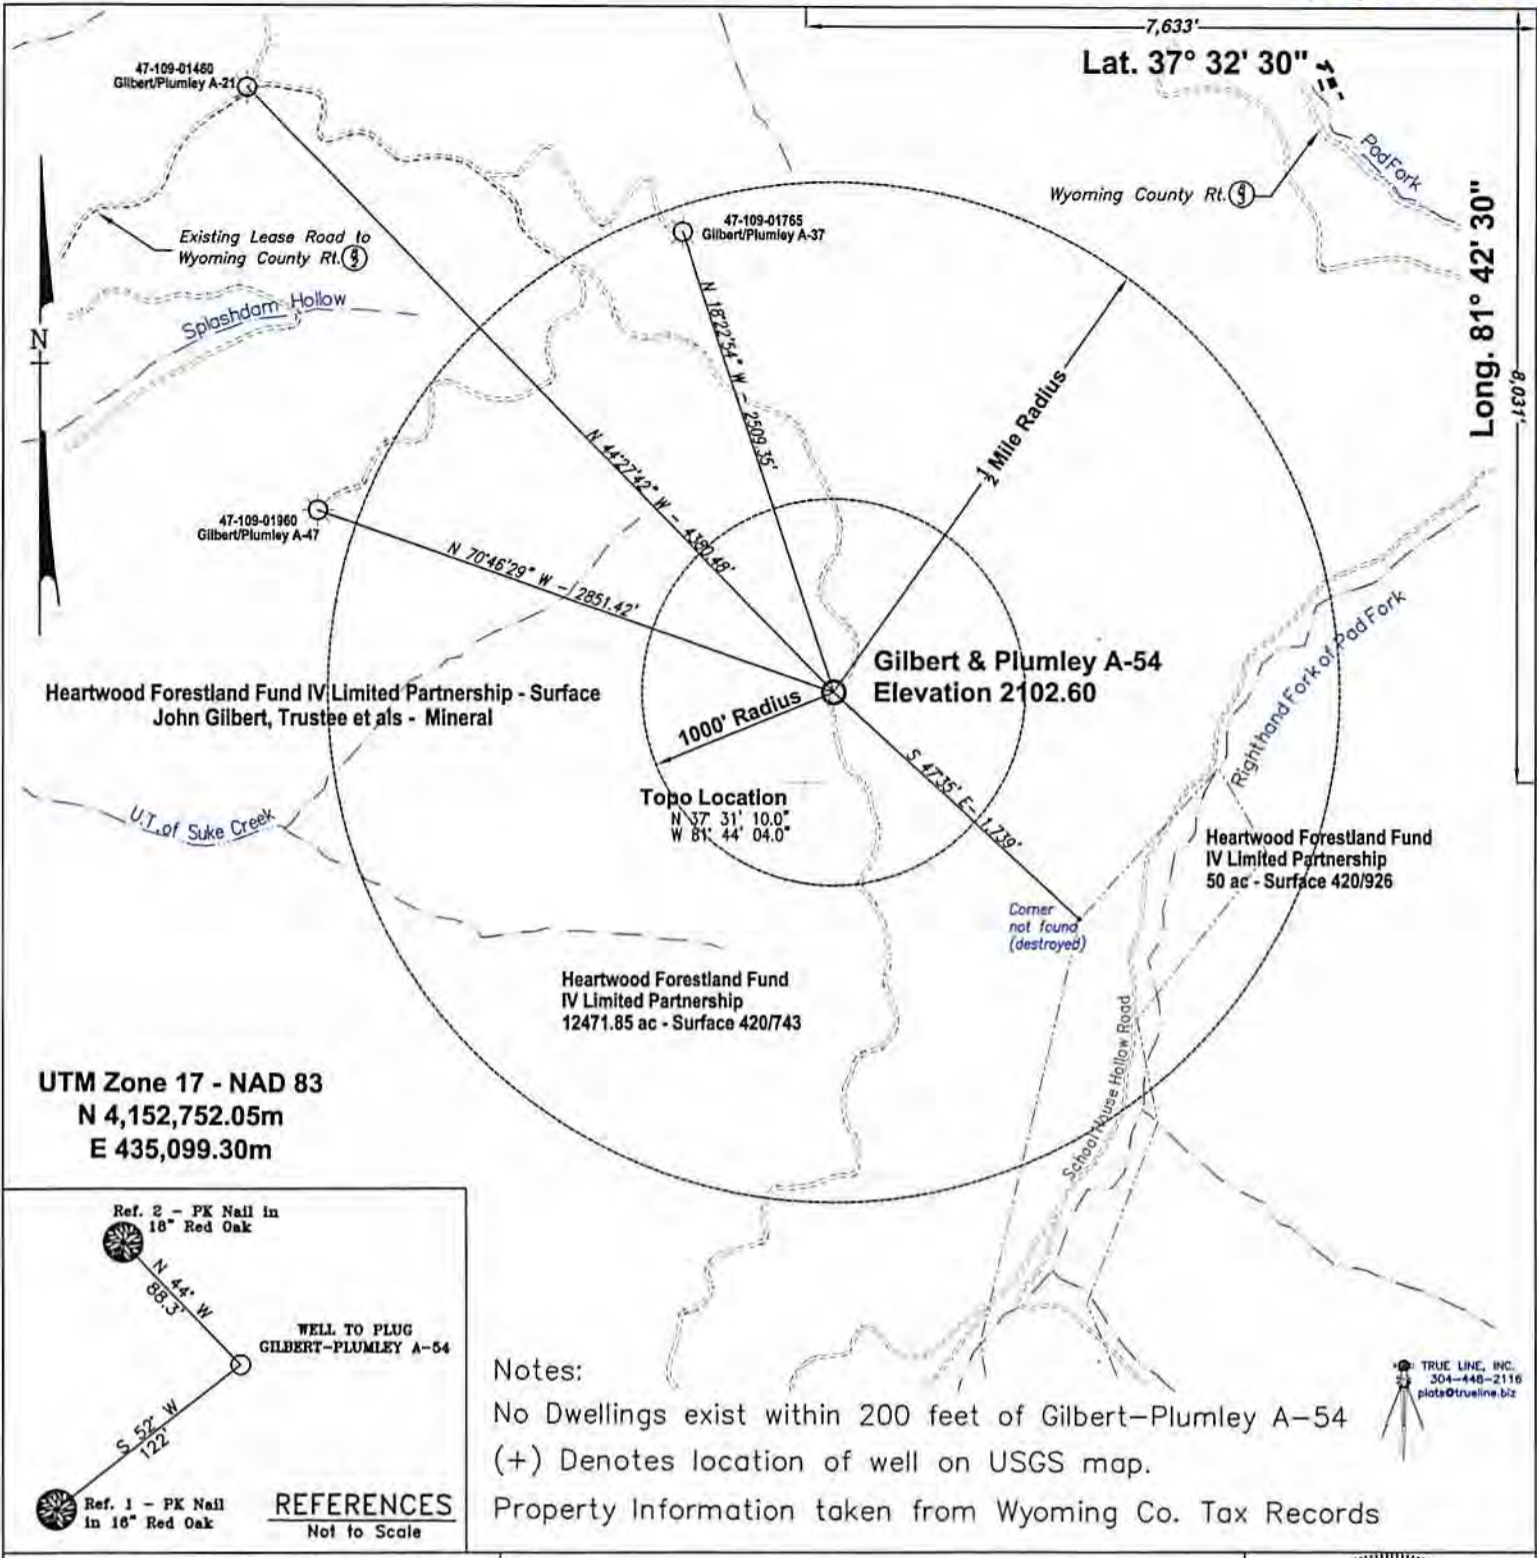 7,633'
Lat. 37° 32' 30"
47-109-01460
Gilbert/Plumley A-21
Pad Fork
Wyoming County Rt.
Long. 81° 42' 30"
8,031'
47-109-01765
Gilbert/Plumley A-37
Existing Lease Road to
Wyoming County Rt.
Splashdam Hollow
N
N 18°22'54" W - 2509.35'
1/2 Mile Radius
N 44°27'42" W - 4380.48'
47-109-01960
Gilbert/Plumley A-47
N 70°46'29" W - 2851.42'
Gilbert & Plumley A-54
Elevation 2102.60
Righthand Fork of Pad Fork
Heartwood Forestland Fund IV Limited Partnership - Surface
John Gilbert, Trustee et als - Mineral
1000' Radius
S 47°35' E-1,739'
Topo Location
N 37° 31' 10.0"
W 81° 44' 04.0"
U.T. of Suke Creek
Heartwood Forestland Fund
IV Limited Partnership
50 ac - Surface 420/926
Corner
not found
(destroyed)
Heartwood Forestland Fund
IV Limited Partnership
12471.85 ac - Surface 420/743
School House Hollow Road
UTM Zone 17 - NAD 83
N 4,152,752.05m
E 435,099.30m
Ref. 2 - PK Nail in
18" Red Oak
N 44° W
88.3'
WELL TO PLUG
GILBERT-PLUMLEY A-54
S 52° W
122'
Ref. 1 - PK Nail
in 16" Red Oak
REFERENCES
Not to Scale
Notes:
No Dwellings exist within 200 feet of Gilbert-Plumley A-54
(+) Denotes location of well on USGS map.
Property Information taken from Wyoming Co. Tax Records
TRUE LINE, INC.
304-448-2116
plats@trueline.biz